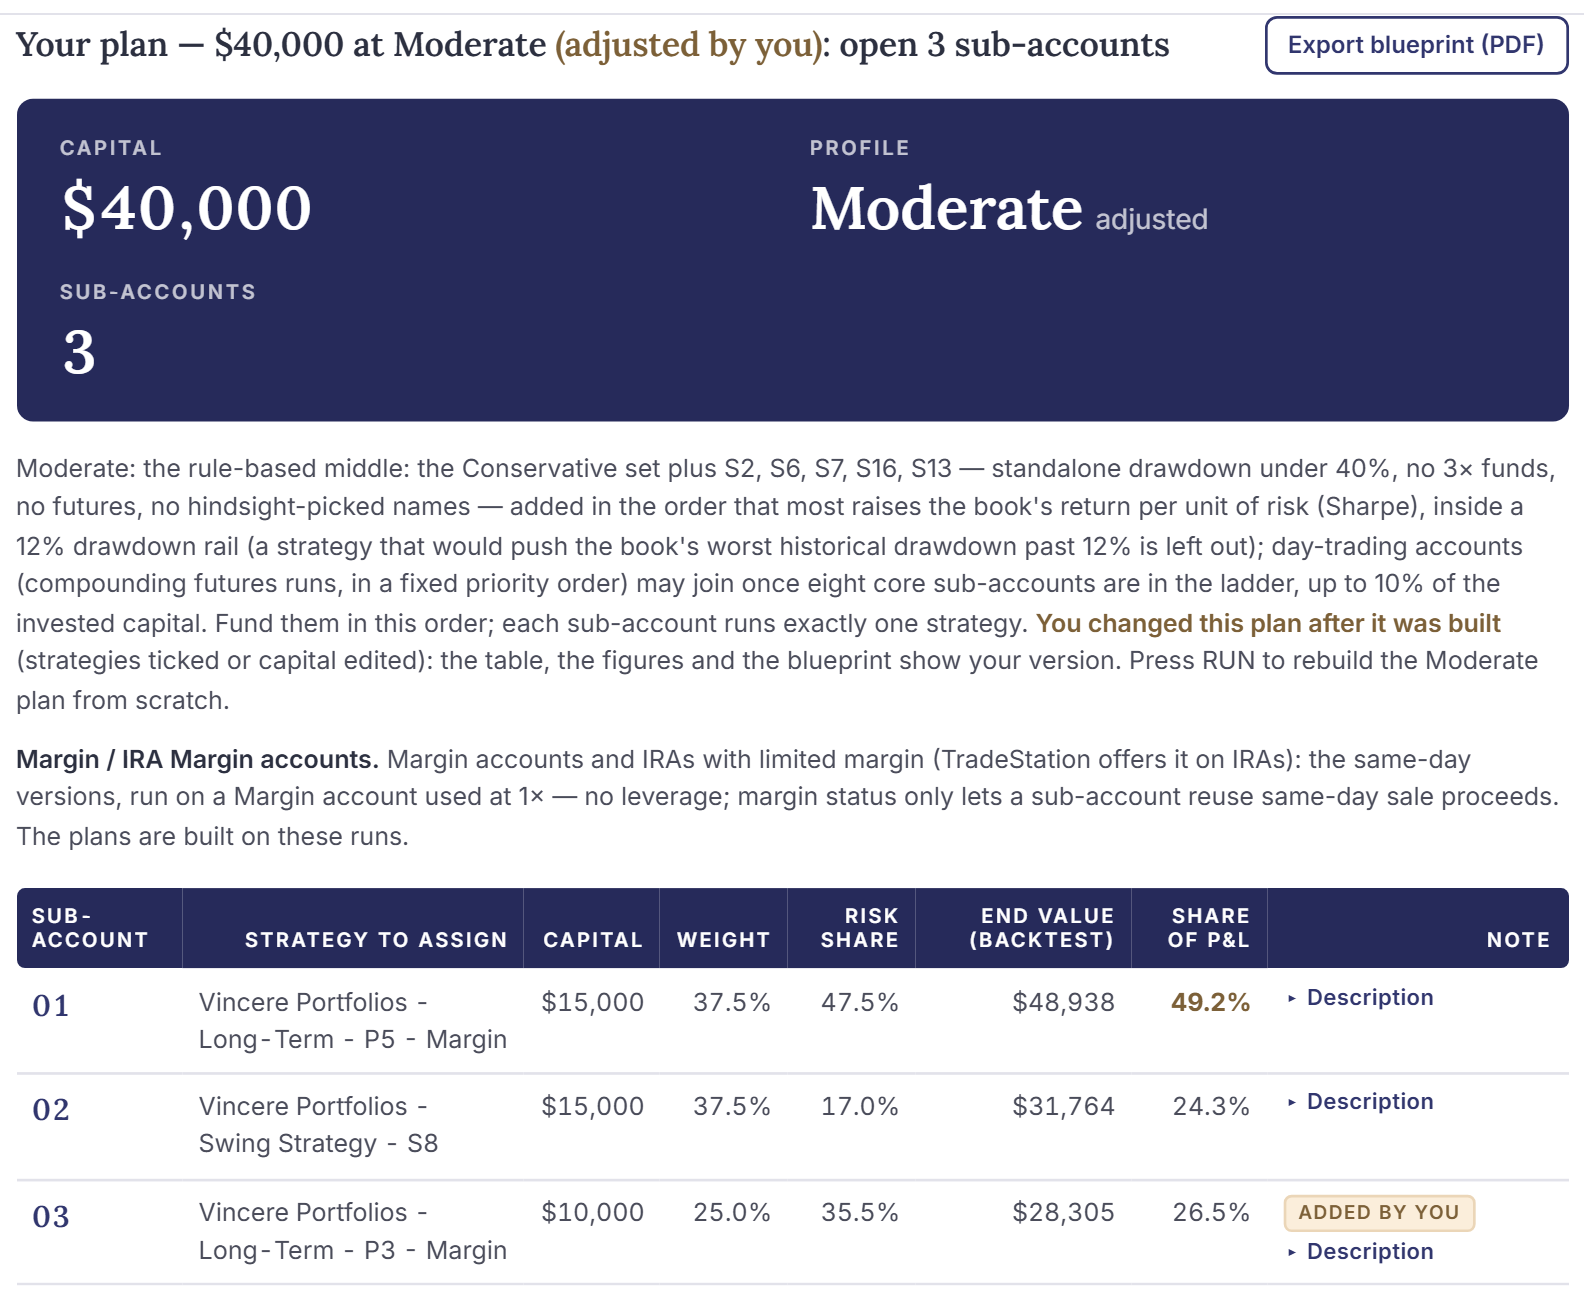 Your plan — $40,000 at Moderate (adjusted by you): open 3 sub-accounts
Export blueprint (PDF)
CAPITAL
$40,000
PROFILE
Moderate adjusted
SUB-ACCOUNTS
3
Moderate: the rule-based middle: the Conservative set plus S2, S6, S7, S16, S13 — standalone drawdown under 40%, no 3× funds,
no futures, no hindsight-picked names — added in the order that most raises the book's return per unit of risk (Sharpe), inside a
12% drawdown rail (a strategy that would push the book's worst historical drawdown past 12% is left out); day-trading accounts
(compounding futures runs, in a fixed priority order) may join once eight core sub-accounts are in the ladder, up to 10% of the
invested capital. Fund them in this order; each sub-account runs exactly one strategy. You changed this plan after it was built
(strategies ticked or capital edited): the table, the figures and the blueprint show your version. Press RUN to rebuild the Moderate
plan from scratch.
Margin / IRA Margin accounts. Margin accounts and IRAs with limited margin (TradeStation offers it on IRAs): the same-day
versions, run on a Margin account used at 1× — no leverage; margin status only lets a sub-account reuse same-day sale proceeds.
The plans are built on these runs.
SUB-
ACCOUNT
STRATEGY TO ASSIGN
CAPITAL
WEIGHT
RISK
SHARE
END VALUE
(BACKTEST)
SHARE
OF P&L
NOTE
01
Vincere Portfolios -
Long-Term - P5 - Margin
$15,000
37.5%
47.5%
$48,938
49.2%
▸ Description
02
Vincere Portfolios -
Swing Strategy - S8
$15,000
37.5%
17.0%
$31,764
24.3%
▸ Description
03
Vincere Portfolios -
Long-Term - P3 - Margin
$10,000
25.0%
35.5%
$28,305
26.5%
ADDED BY YOU
▸ Description